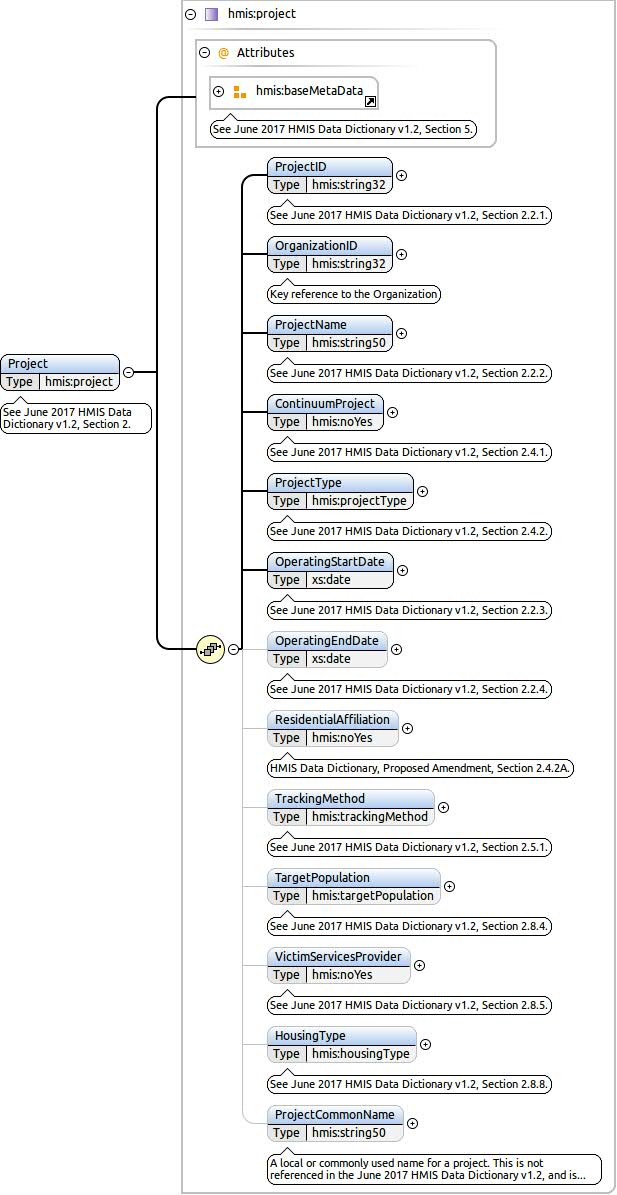 hmis:project
@ Attributes
hmis:baseMetaData
See June 2017 HMIS Data Dictionary v1.2, Section 5.
ProjectID
Type hmis:string32
See June 2017 HMIS Data Dictionary v1.2, Section 2.2.1.
OrganizationID
Type hmis:string32
Key reference to the Organization
ProjectName
Type hmis:string50
See June 2017 HMIS Data Dictionary v1.2, Section 2.2.2.
Project
Type hmis:project
See June 2017 HMIS Data
Dictionary v1.2, Section 2.
ContinuumProject
Type hmis:noYes
See June 2017 HMIS Data Dictionary v1.2, Section 2.4.1.
ProjectType
Type hmis:projectType
See June 2017 HMIS Data Dictionary v1.2, Section 2.4.2.
OperatingStartDate
Type xs:date
See June 2017 HMIS Data Dictionary v1.2, Section 2.2.3.
OperatingEndDate
Type xs:date
See June 2017 HMIS Data Dictionary v1.2, Section 2.2.4.
ResidentialAffiliation
Type hmis:noYes
HMIS Data Dictionary, Proposed Amendment, Section 2.4.2A.
TrackingMethod
Type hmis:trackingMethod
See June 2017 HMIS Data Dictionary v1.2, Section 2.5.1.
TargetPopulation
Type hmis:targetPopulation
See June 2017 HMIS Data Dictionary v1.2, Section 2.8.4.
VictimServicesProvider
Type hmis:noYes
See June 2017 HMIS Data Dictionary v1.2, Section 2.8.5.
HousingType
Type hmis:housingType
See June 2017 HMIS Data Dictionary v1.2, Section 2.8.8.
ProjectCommonName
Type hmis:string50
A local or commonly used name for a project. This is not
referenced in the June 2017 HMIS Data Dictionary v1.2, and is...